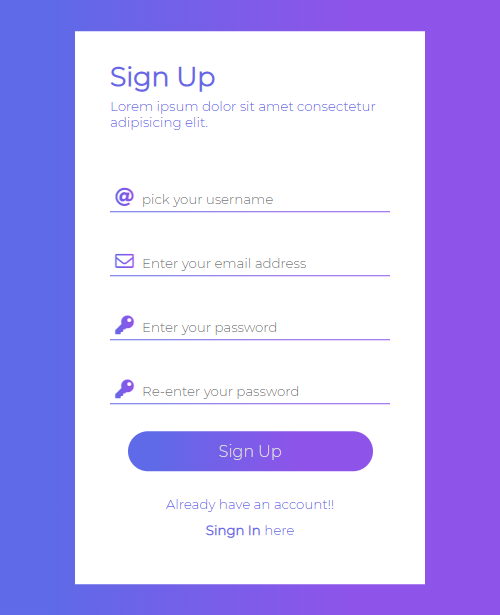 Sign Up
Lorem ipsum dolor sit amet consectetur
adipisicing elit.
@ pick your username
Enter your email address
Enter your password
Re-enter your password
Sign Up
Already have an account!!
Singn In here